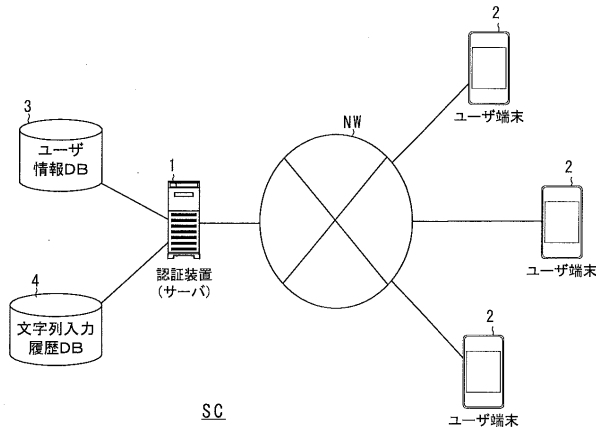 2
ユーザ端末
3
ユーザ
情報DB
1
NW
認証装置
(サーバ)
2
ユーザ端末
4
文字列入力
履歴DB
2
ユーザ端末
SC